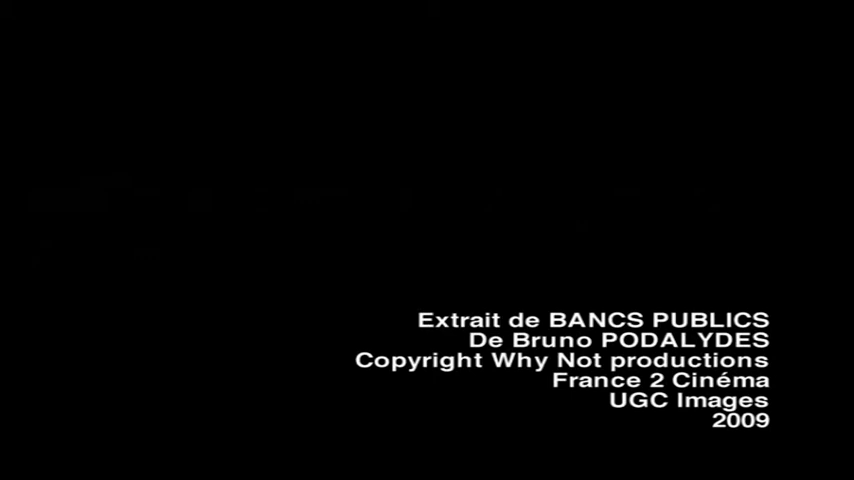 Extrait de BANCS PUBLICS
De Bruno PODALYDES
Copyright Why Not productions
France 2 Cinéma
UGC Images
2009